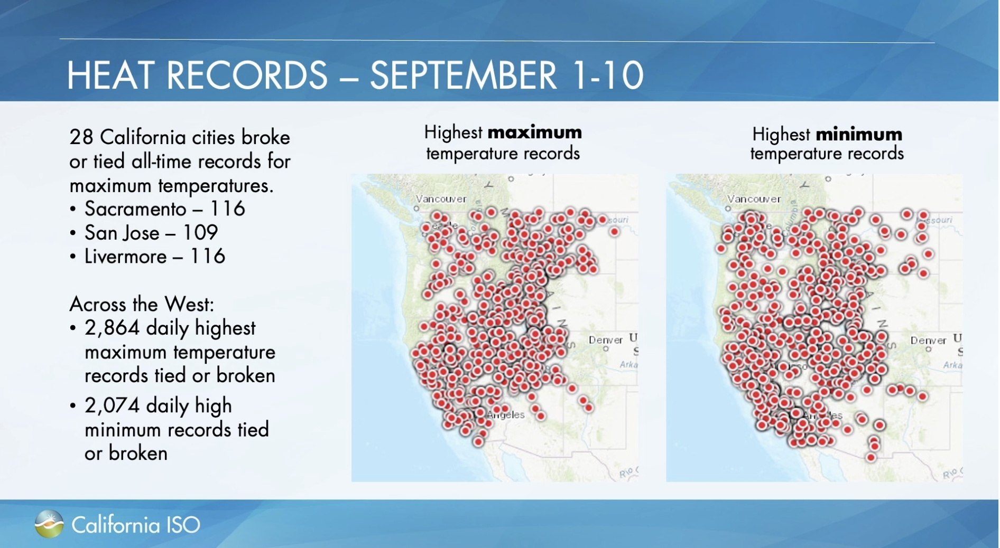 HEAT RECORDS – SEPTEMBER 1-10
28 California cities broke
or tied all-time records for
maximum temperatures.
• Sacramento – 116
• San Jose – 109
• Livermore – 116
Across the West:
• 2,864 daily highest
maximum temperature
records tied or broken
• 2,074 daily high
minimum records tied
or broken
Highest maximum
temperature records
Vancouver
souri
Denver
U
S
Arka
A
I
N
S
Angeles
Rio
Highest minimum
temperature records
Vancouver
Columbia
ssouri
Denver
U
S
Arka
A
I
N
S
Rio
California ISO